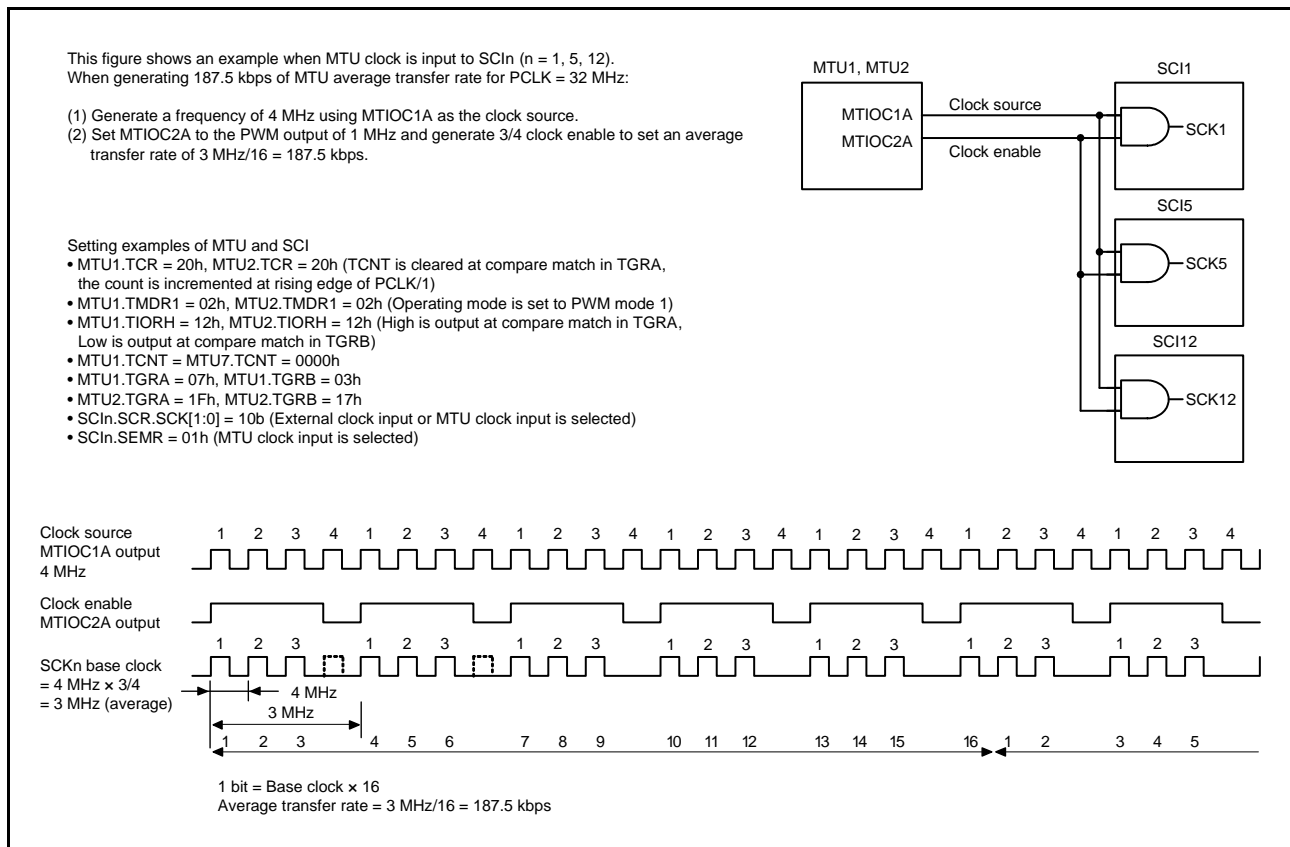 This figure shows an example when MTU clock is input to SCIn (n = 1, 5, 12).
When generating 187.5 kbps of MTU average transfer rate for PCLK = 32 MHz:
(1) Generate a frequency of 4 MHz using MTIOC1A as the clock source.
(2) Set MTIOC2A to the PWM output of 1 MHz and generate 3/4 clock enable to set an average
transfer rate of 3 MHz/16 = 187.5 kbps.
MTU1, MTU2
MTIOC1A
MTIOC2A
Clock source
Clock enable
SCI1
SCK1
SCI5
SCK5
SCI12
SCK12
Setting examples of MTU and SCI
• MTU1.TCR = 20h, MTU2.TCR = 20h (TCNT is cleared at compare match in TGRA,
the count is incremented at rising edge of PCLK/1)
• MTU1.TMDR1 = 02h, MTU2.TMDR1 = 02h (Operating mode is set to PWM mode 1)
• MTU1.TIORH = 12h, MTU2.TIORH = 12h (High is output at compare match in TGRA,
Low is output at compare match in TGRB)
• MTU1.TCNT = MTU7.TCNT = 0000h
• MTU1.TGRA = 07h, MTU1.TGRB = 03h
• MTU2.TGRA = 1Fh, MTU2.TGRB = 17h
• SCIn.SCR.SCK[1:0] = 10b (External clock input or MTU clock input is selected)
• SCIn.SEMR = 01h (MTU clock input is selected)
Clock source
MTIOC1A output
4 MHz
1 2 3 4 1 2 3 4 1 2 3 4 1 2 3 4 1 2 3 4 1 2 3 4 1 2 3 4
Clock enable
MTIOC2A output
1 2 3 1 2 3 1 2 3 1 2 3 1 2 3 1 2 3 1 2 3
SCKn base clock
= 4 MHz × 3/4
= 3 MHz (average)
4 MHz
3 MHz
1 2 3 4 5 6 7 8 9 10 11 12 13 14 15 16 1 2 3 4 5
1 bit = Base clock × 16
Average transfer rate = 3 MHz/16 = 187.5 kbps